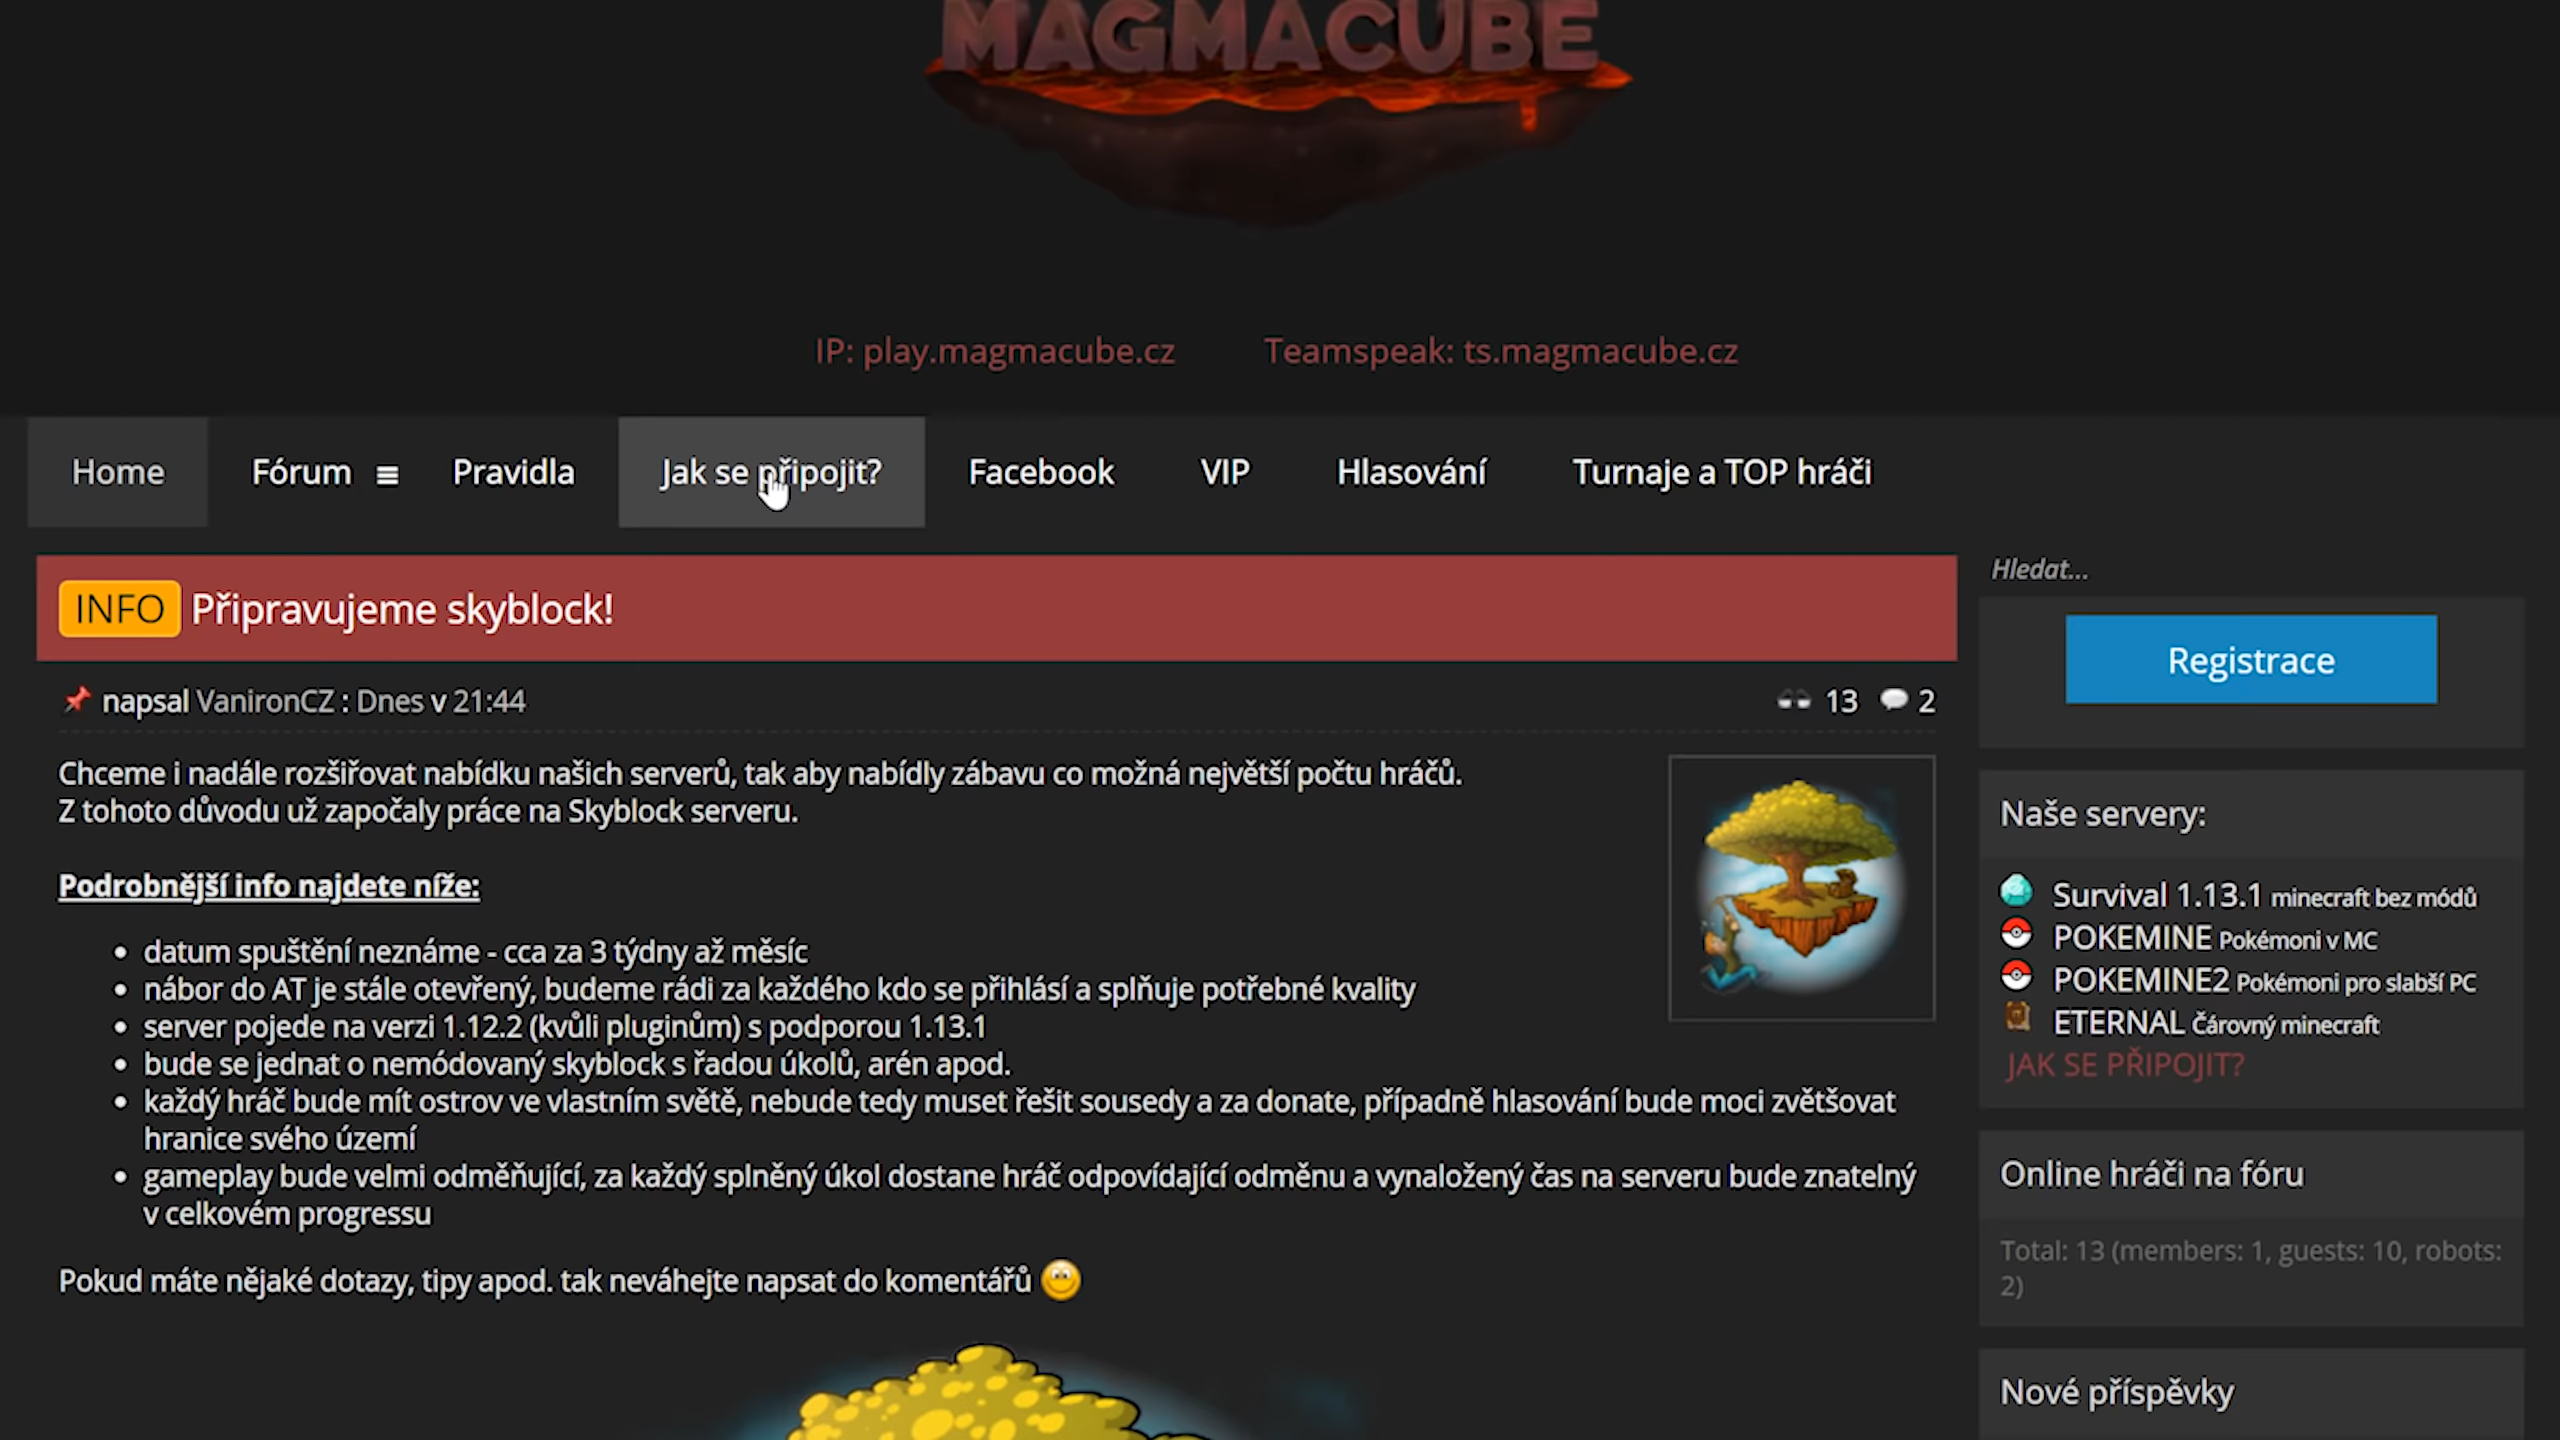 MAGMACUBE
IP: play.magmacube.cz
Teamspeak: ts.magmacube.cz
Home
Fórum
Pravidla
Jak se připojit?
Facebook
VIP
Hlasování
Turnaje a TOP hráči
INFO Připravujeme skyblock!
napsal VanironCZ : Dnes v 21:44
13
2
Chceme i nadále rozšiřovat nabídku našich serverů, tak aby nabídly zábavu co možná největší počtu hráčů.
Z tohoto důvodu už započaly práce na Skyblock serveru.
Podrobnější info najdete níže:
datum spuštění neznáme - cca za 3 týdny až měsíc
nábor do AT je stále otevřený, budeme rádi za každého kdo se přihlásí a splňuje potřebné kvality
server pojede na verzi 1.12.2 (kvůli pluginům) s podporou 1.13.1
bude se jednat o nemódovaný skyblock s řadou úkolů, arén apod.
každý hráč bude mít ostrov ve vlastním světě, nebude tedy muset řešit sousedy a za donate, případně hlasování bude moci zvětšovat
hranice svého území
gameplay bude velmi odměňující, za každý splněný úkol dostane hráč odpovídající odměnu a vynaložený čas na serveru bude znatelný
v celkovém progressu
Pokud máte nějaké dotazy, tipy apod. tak neváhejte napsat do komentářů
Hledat...
Registrace
Naše servery:
Survival 1.13.1 minecraft bez módů
POKEMINE Pokémoni v MC
POKEMINE2 Pokémoni pro slabší PC
ETERNAL Čárovný minecraft
JAK SE PŘIPOJIT?
Online hráči na fóru
Total: 13 (members: 1, guests: 10, robots:
2)
Nové příspěvky